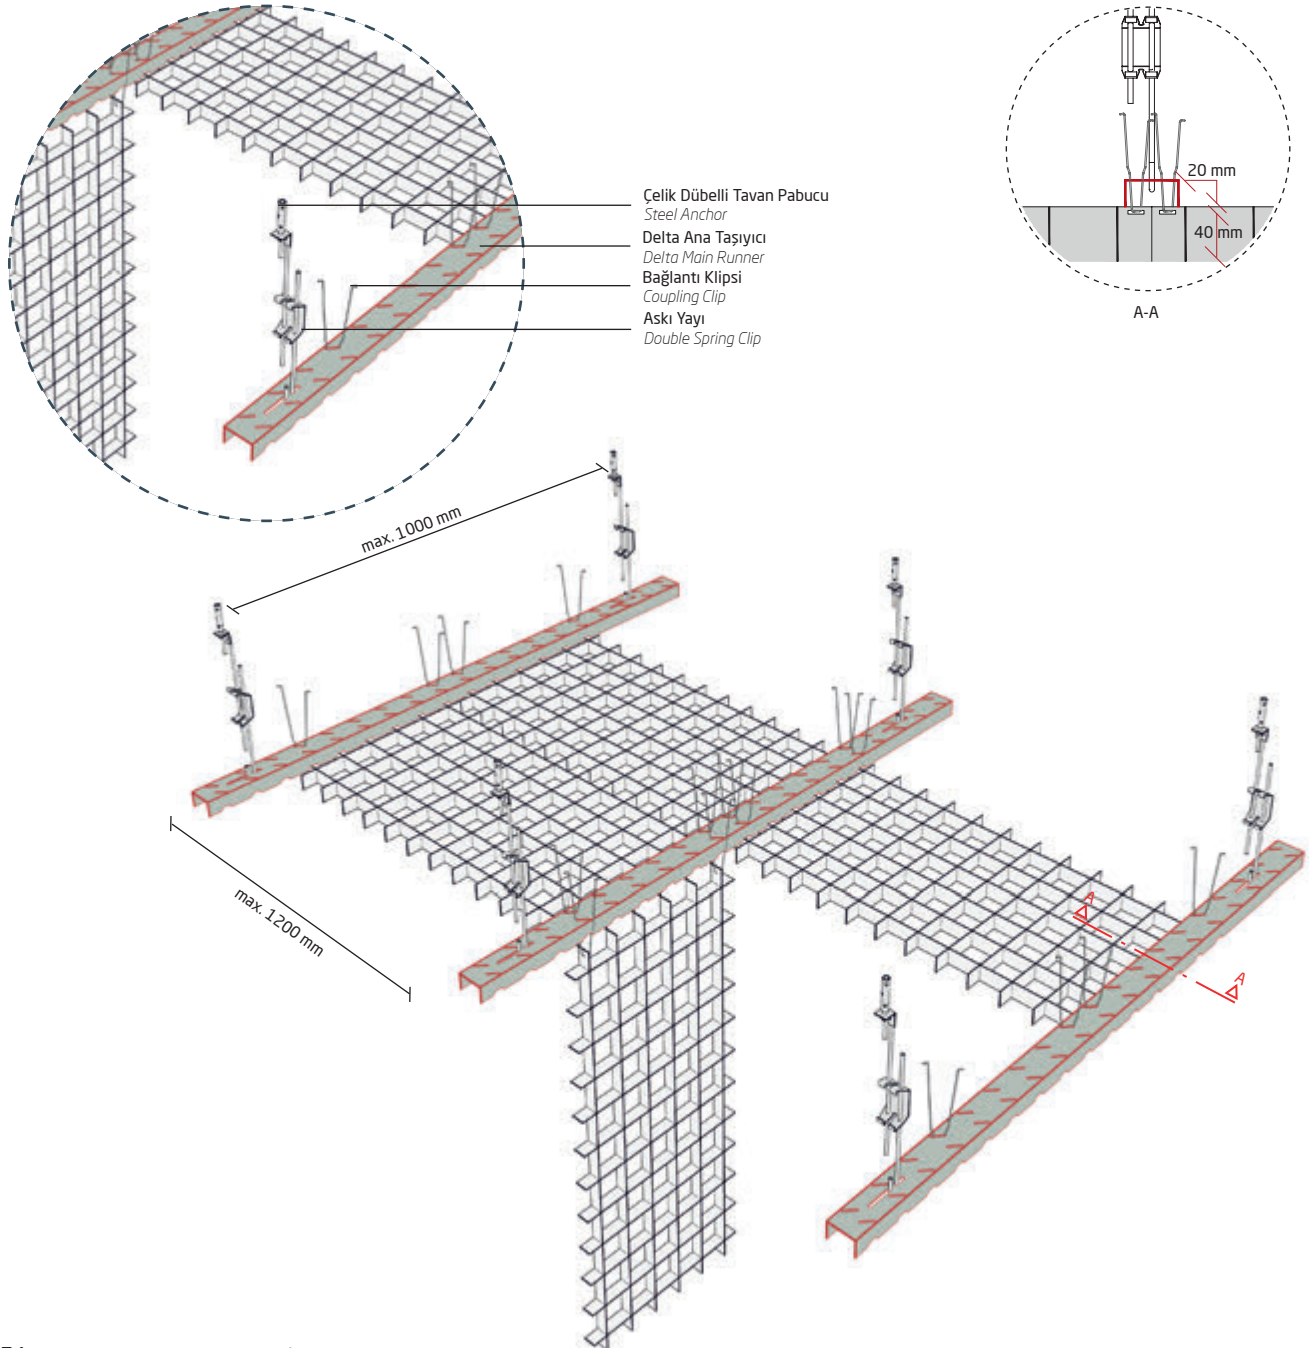 Çelik Dübelli Tavan Pabucu
Steel Anchor
Delta Ana Taşıyıcı
Delta Main Runner
Bağlantı Klipsi
Coupling Clip
Askı Yayı
Double Spring Clip
20 mm
40 mm
A-A
max. 1000 mm
max. 1200 mm
A
A